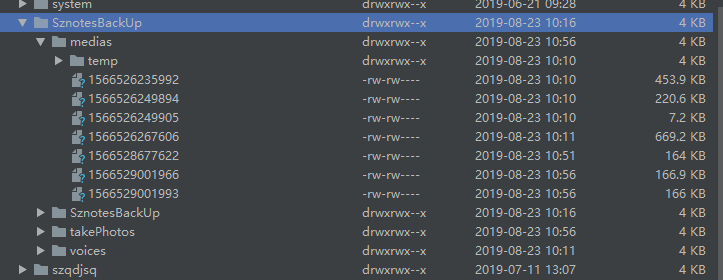 system drwxrwx--x 2019-06-21 09:28 4 KB
SznotesBackUp drwxrwx--x 2019-08-23 10:16 4 KB
medias drwxrwx--x 2019-08-23 10:56 4 KB
temp drwxrwx--x 2019-08-23 10:10 4 KB
1566526235992 -rw-rw---- 2019-08-23 10:10 453.9 KB
1566526249894 -rw-rw---- 2019-08-23 10:10 220.6 KB
1566526249905 -rw-rw---- 2019-08-23 10:10 7.2 KB
1566526267606 -rw-rw---- 2019-08-23 10:11 669.2 KB
1566528677622 -rw-rw---- 2019-08-23 10:51 164 KB
1566529001966 -rw-rw---- 2019-08-23 10:56 166.9 KB
1566529001993 -rw-rw---- 2019-08-23 10:56 166 KB
SznotesBackUp drwxrwx--x 2019-08-23 10:16 4 KB
takePhotos drwxrwx--x 2019-08-23 10:56 4 KB
voices drwxrwx--x 2019-08-23 10:11 4 KB
szqdjsq drwxrwx--x 2019-07-11 13:07 4 KB